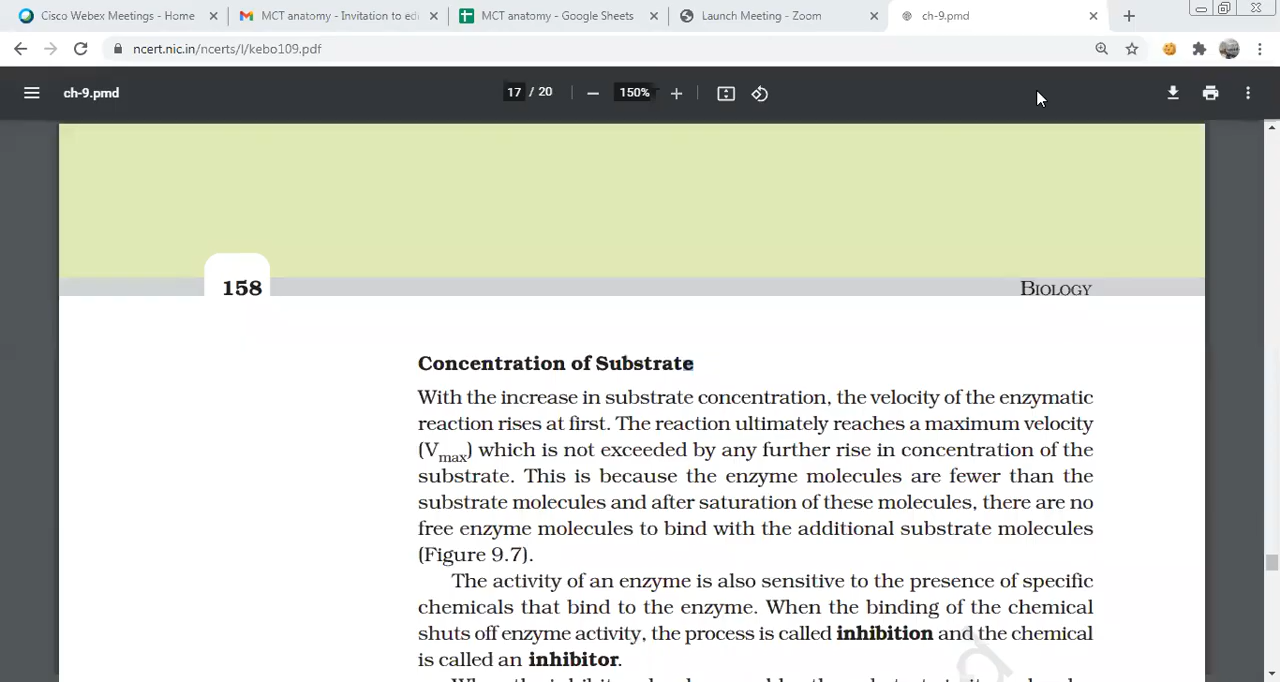 Cisco Webex Meetings - Home
MCT anatomy - Invitation to edi
MCT anatomy - Google Sheets
Launch Meeting - Zoom
ch-9.pmd
ncert.nic.in/ncerts/l/kebo109.pdf
ch-9.pmd
17 / 20
150%
158
BIOLOGY
Concentration of Substrate
With the increase in substrate concentration, the velocity of the enzymatic
reaction rises at first. The reaction ultimately reaches a maximum velocity
(Vmax) which is not exceeded by any further rise in concentration of the
substrate. This is because the enzyme molecules are fewer than the
substrate molecules and after saturation of these molecules, there are no
free enzyme molecules to bind with the additional substrate molecules
(Figure 9.7).
The activity of an enzyme is also sensitive to the presence of specific
chemicals that bind to the enzyme. When the binding of the chemical
shuts off enzyme activity, the process is called inhibition and the chemical
is called an inhibitor.